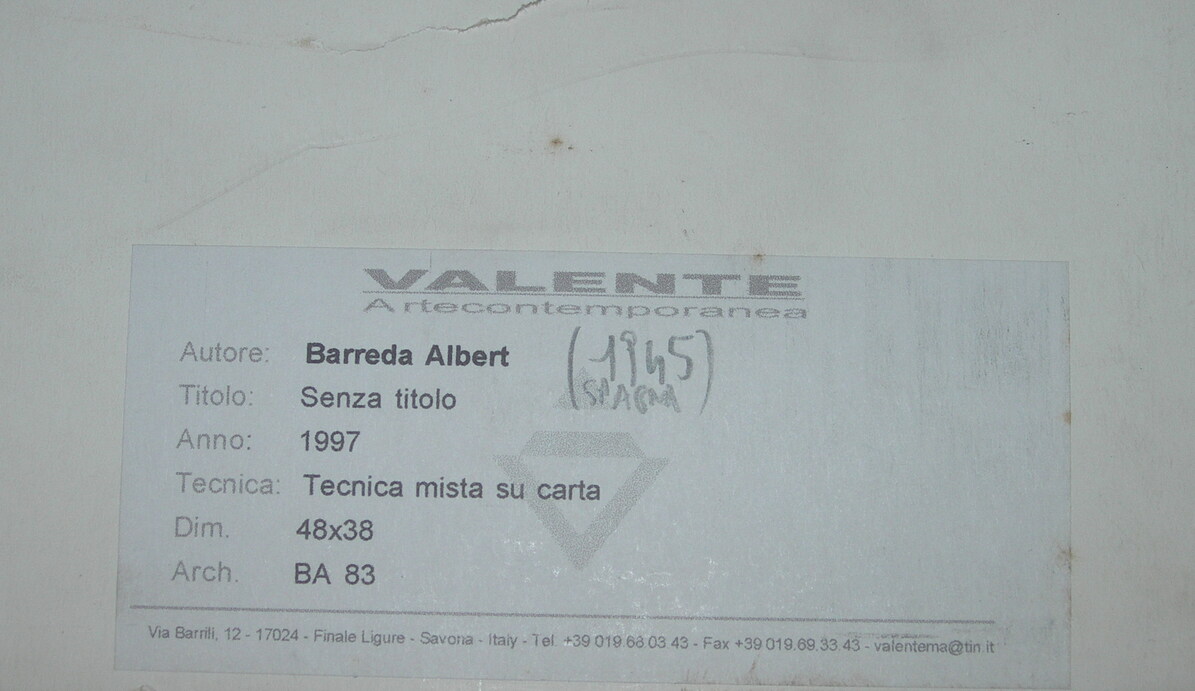 VALENTE
Artecontemporanea
Autore: Barreda Albert (1945)
(SPAGNA
Titolo: Senza titolo
Anno: 1997
Tecnica: Tecnica mista su carta
Dim. 48x38
Arch. BA 83
Via Barrili, 12 - 17024 - Finale Ligure - Savona - Italy - Tel. +39 019.68.03 43 - Fax +39 019.69.33.43 - valentema@tin.it